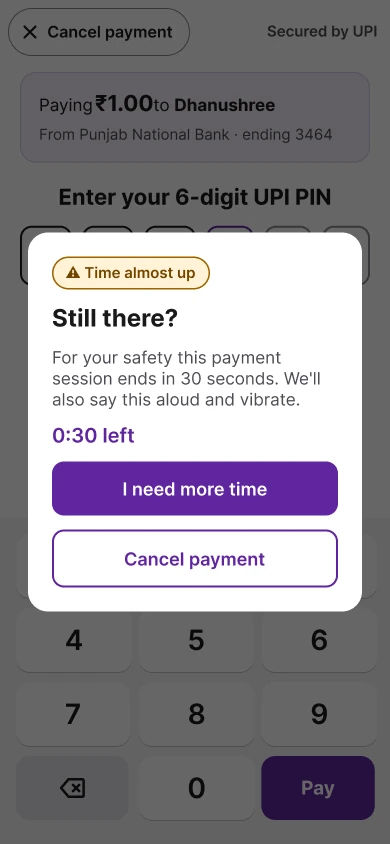 Cancel payment
Secured by UPI
Paying ₹1.00 to Dhanushree
From Punjab National Bank · ending 3464
Enter your 6-digit UPI PIN
Time almost up
Still there?
For your safety this payment
session ends in 30 seconds. We'll
also say this aloud and vibrate.
0:30 left
I need more time
Cancel payment
4 5 6
7 8 9
0 Pay